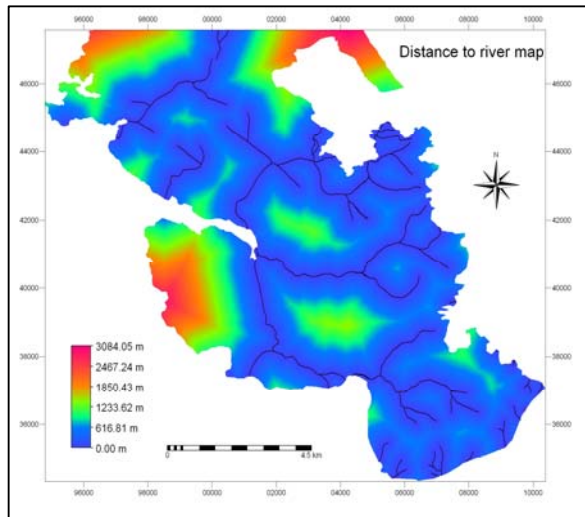 96000 98000 00000 02000 04000 06000 08000 10000
Distance to river map
46000 46000
44000 44000
N
42000 42000
40000 40000
38000 38000
36000 36000
3084.05 m
2467.24 m
1850.43 m
1233.62 m
616.81 m
0.00 m
0 4.5 km
96000 98000 00000 02000 04000 06000 08000 10000